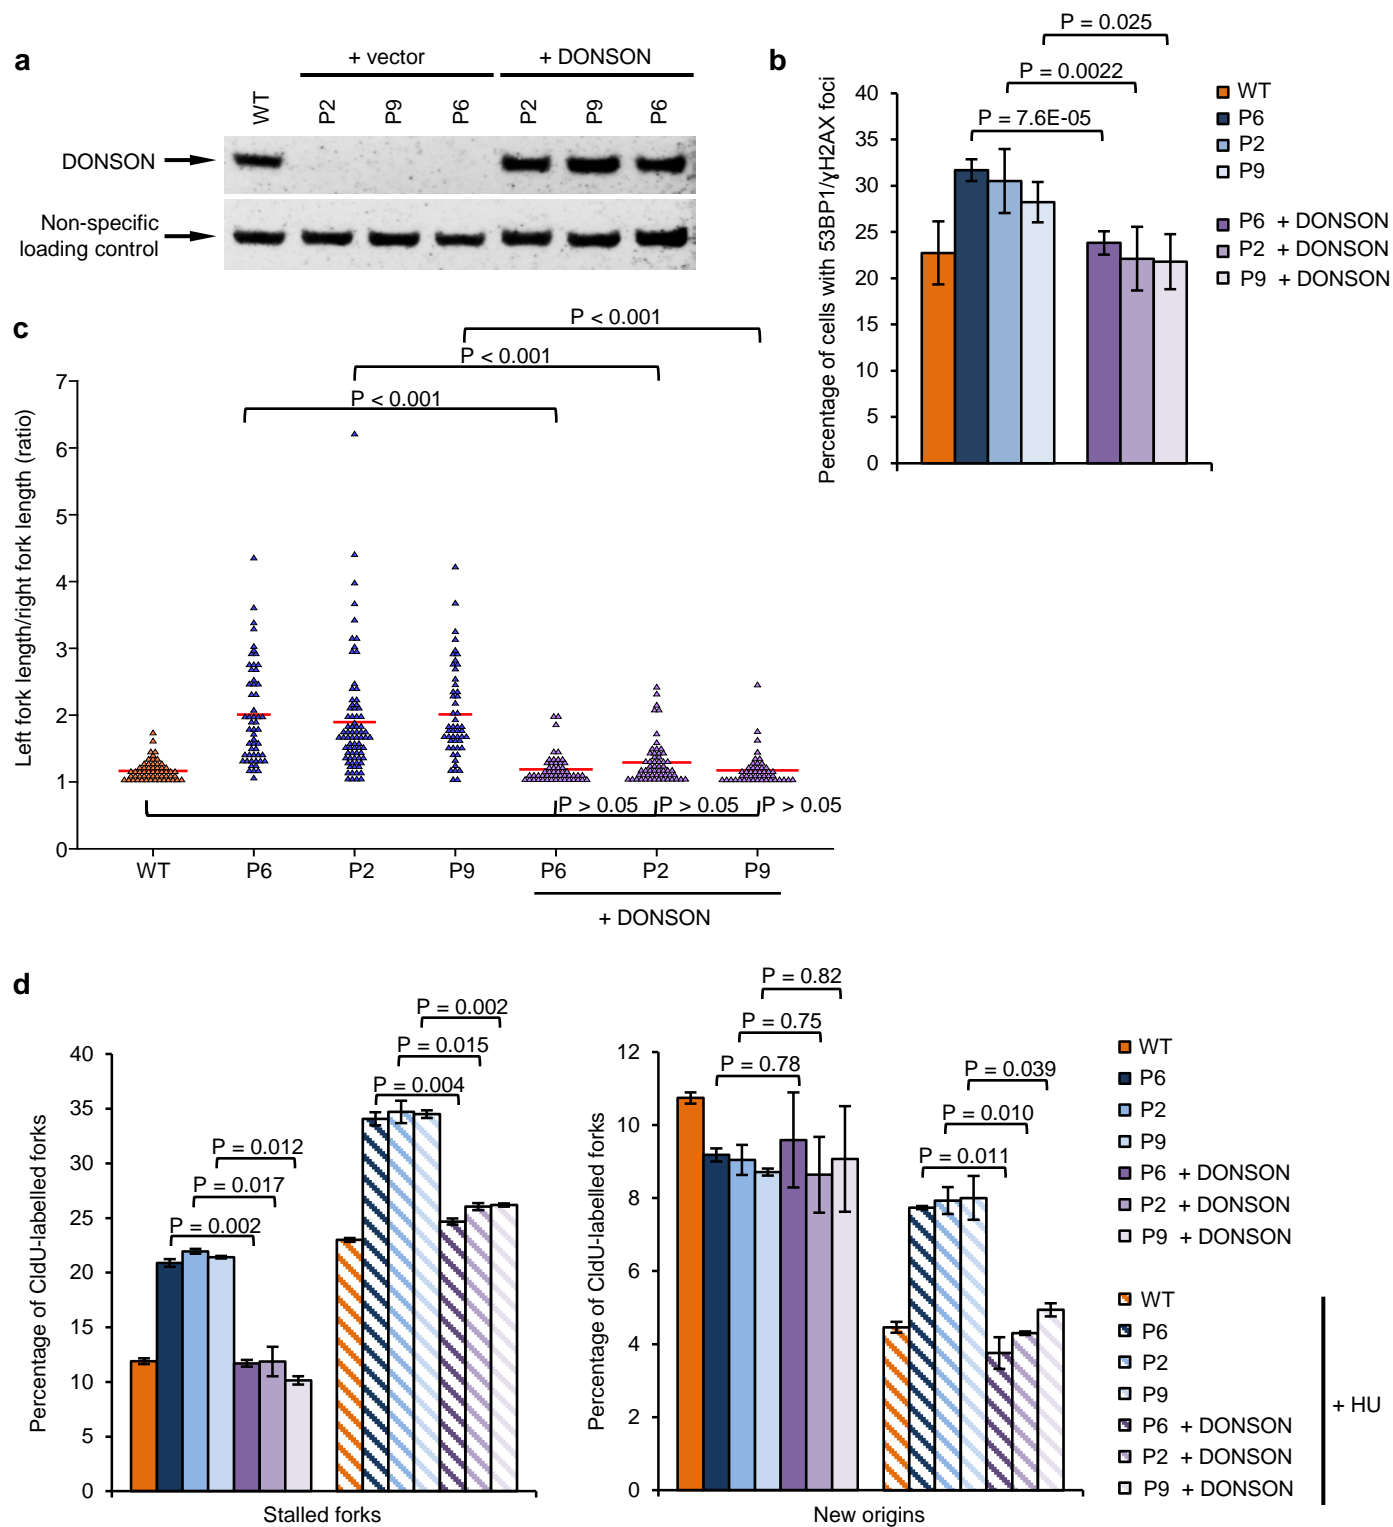 a
+ vector
+ DONSON
WT
P2
P9
P6
P2
P9
P6
DONSON
Non-specific
loading control
b
P = 0.025
P = 0.0022
P = 7.6E-05
Percentage of cells with 53BP1/ɣH2AX foci
40
35
30
25
20
15
10
5
0
WT
P6
P2
P9
P6 + DONSON
P2 + DONSON
P9 + DONSON
c
P < 0.001
P < 0.001
P < 0.001
Left fork length/right fork length (ratio)
7
6
5
4
3
2
1
0
P > 0.05
P > 0.05
P > 0.05
WT
P6
P2
P9
P6
P2
P9
+ DONSON
d
P = 0.002
P = 0.015
P = 0.004
P = 0.012
P = 0.017
P = 0.002
Percentage of CldU-labelled forks
40
35
30
25
20
15
10
5
0
Stalled forks
P = 0.82
P = 0.75
P = 0.78
P = 0.039
P = 0.010
P = 0.011
Percentage of CldU-labelled forks
12
10
8
6
4
2
0
New origins
WT
P6
P2
P9
P6 + DONSON
P2 + DONSON
P9 + DONSON
WT
P6
P2
P9
P6 + DONSON
P2 + DONSON
P9 + DONSON
+ HU